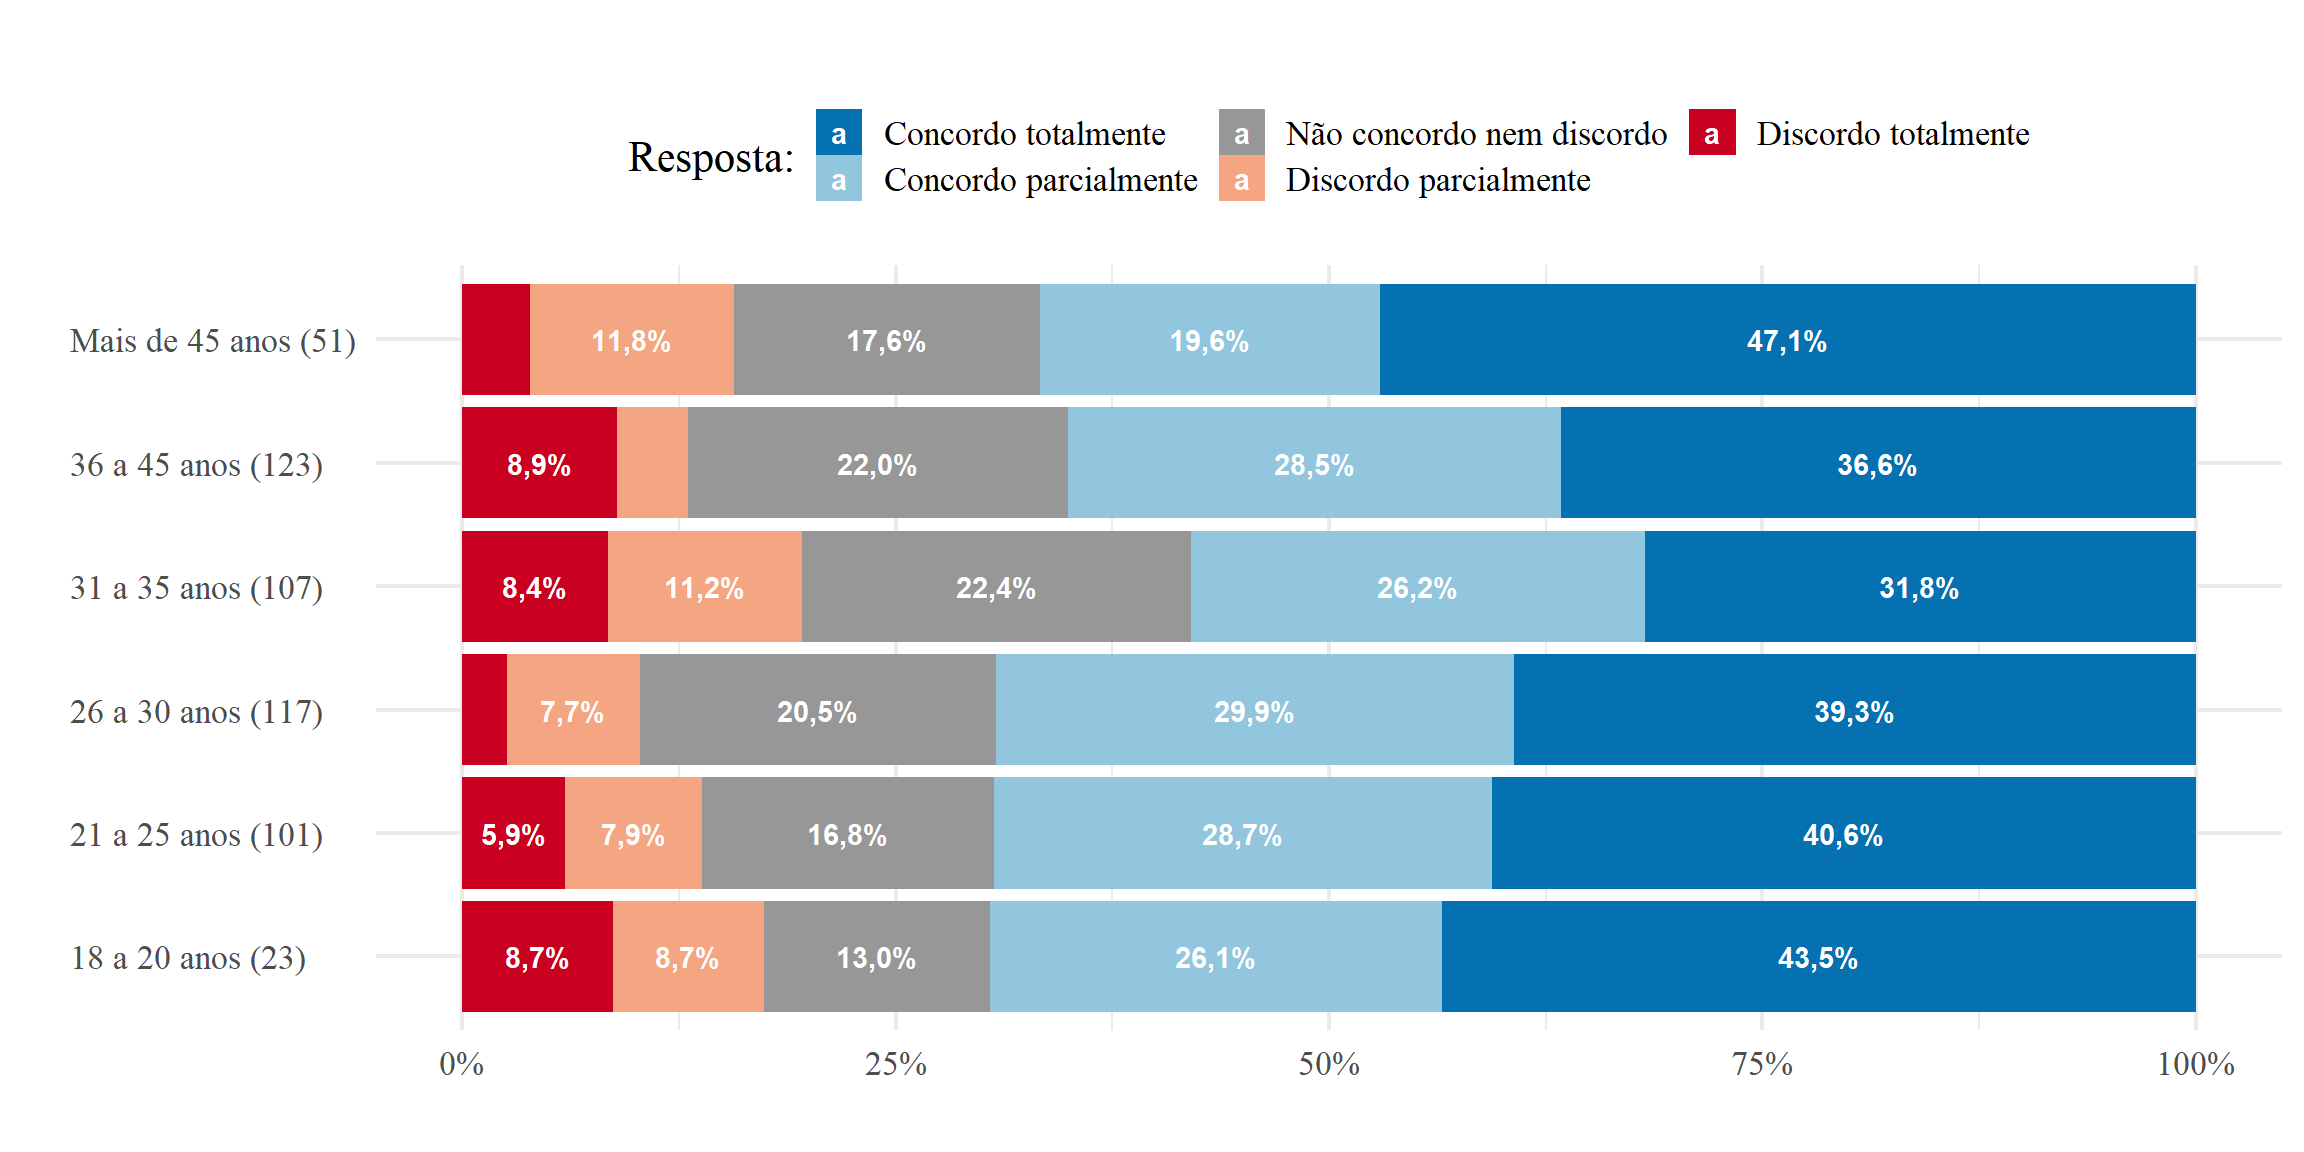 Resposta:
a Concordo totalmente a Não concordo nem discordo a Discordo totalmente
a Concordo parcialmente a Discordo parcialmente
Mais de 45 anos (51) 11,8% 17,6% 19,6% 47,1%
36 a 45 anos (123) 8,9% 22,0% 28,5% 36,6%
31 a 35 anos (107) 8,4% 11,2% 22,4% 26,2% 31,8%
26 a 30 anos (117) 7,7% 20,5% 29,9% 39,3%
21 a 25 anos (101) 5,9% 7,9% 16,8% 28,7% 40,6%
18 a 20 anos (23) 8,7% 8,7% 13,0% 26,1% 43,5%
0% 25% 50% 75% 100%